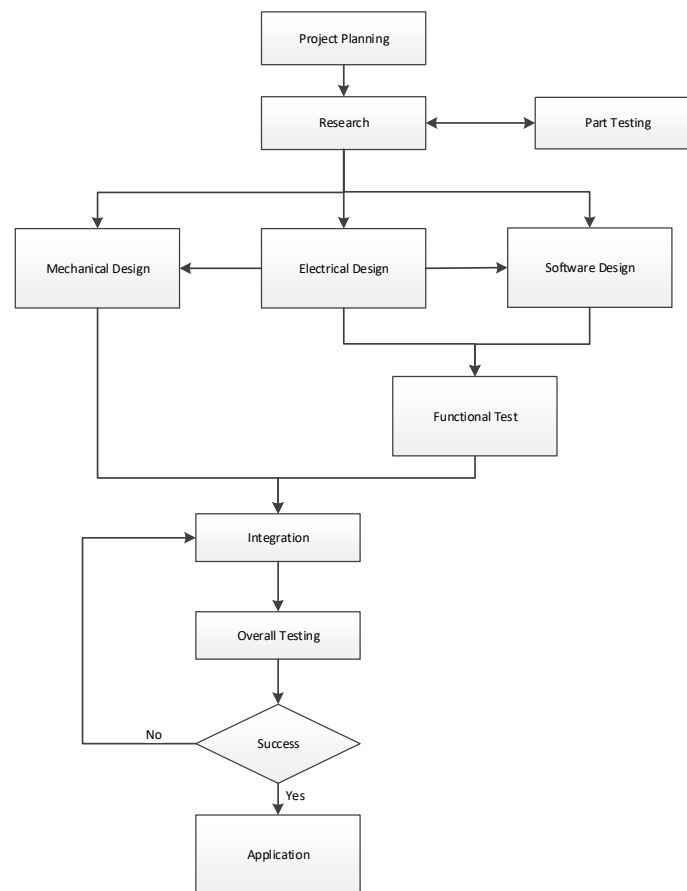 Project Planning
Research
Part Testing
Mechanical Design
Electrical Design
Software Design
Functional Test
Integration
Overall Testing
Success
No
Yes
Application